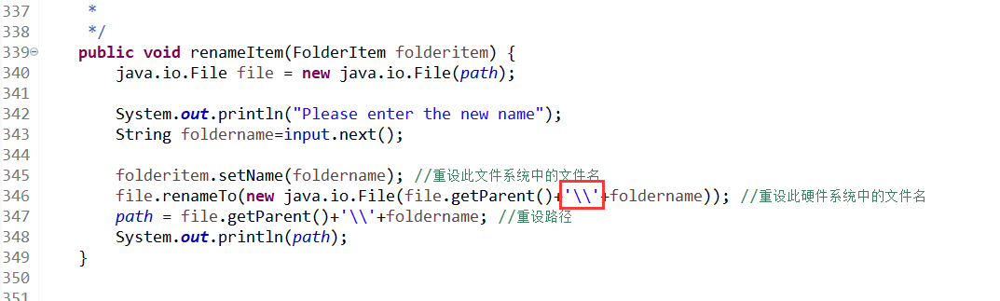 337 *
338 */
339 public void renameItem(FolderItem folderitem) {
340 java.io.File file = new java.io.File(path);
341
342 System.out.println("Please enter the new name");
343 String foldername=input.next();
344
345 folderitem.setName(foldername); //重设此文件系统中的文件名
346 file.renameTo(new java.io.File(file.getParent()+'\\'+foldername)); //重设此硬件系统中的文件名
347 path = file.getParent()+'\\'+foldername; //重设路径
348 System.out.println(path);
349 }
350
351